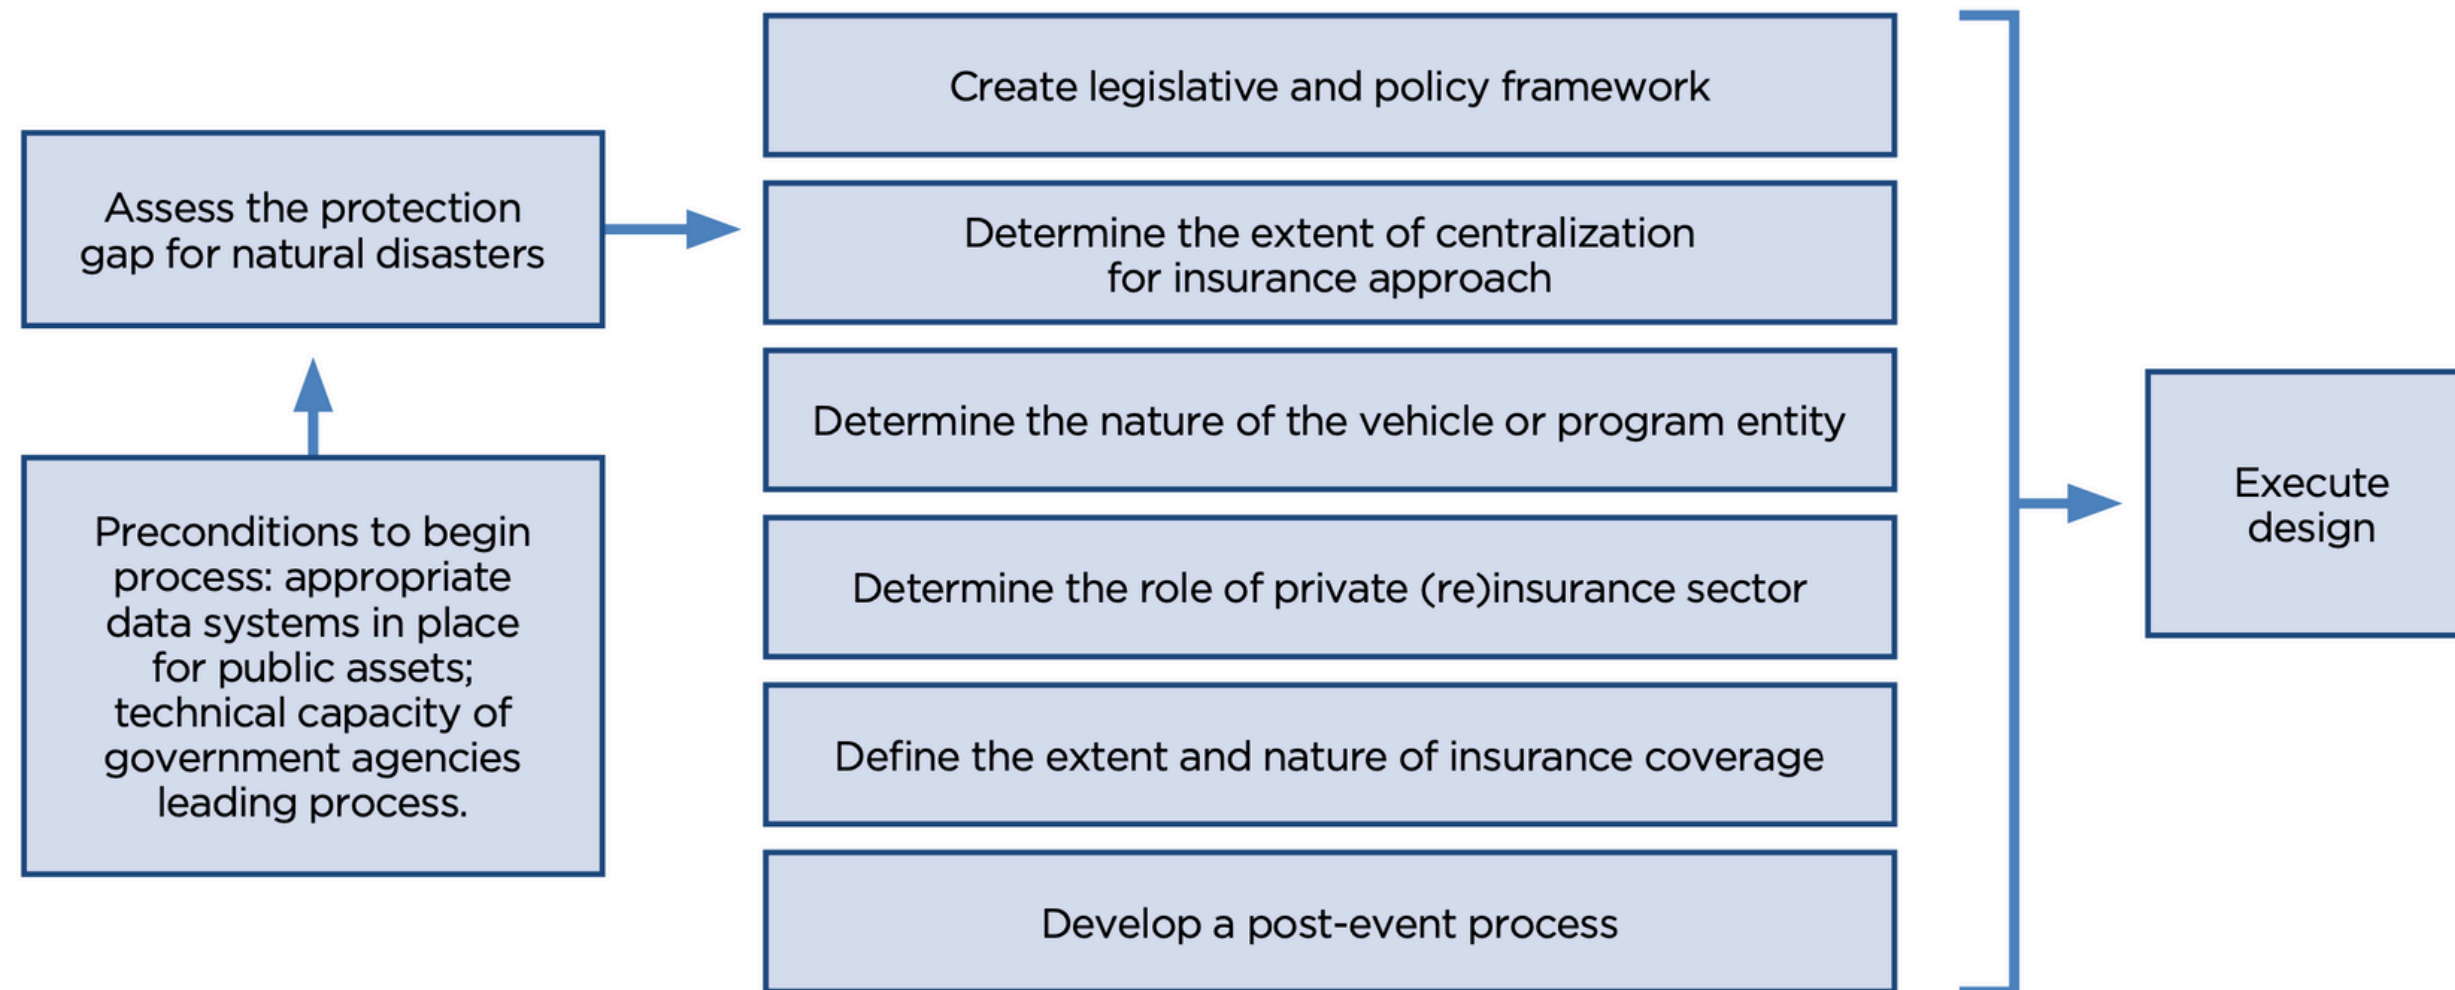 Create legislative and policy framework
Assess the protection
gap for natural disasters
Determine the extent of centralization
for insurance approach
Determine the nature of the vehicle or program entity
Preconditions to begin
process: appropriate
data systems in place
for public assets;
technical capacity of
government agencies
leading process.
Determine the role of private (re)insurance sector
Define the extent and nature of insurance coverage
Develop a post-event process
Execute
design